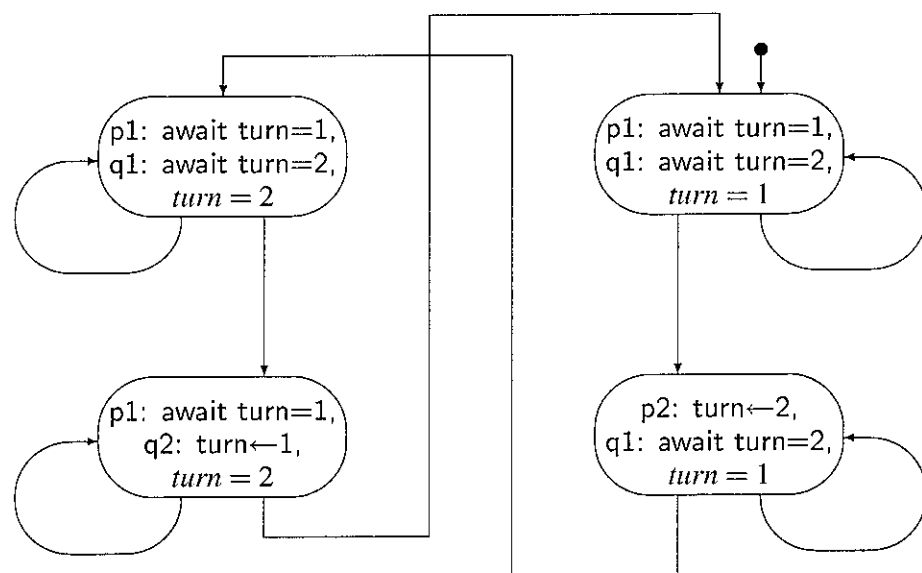 p1: await turn=1,
q1: await turn=2,
turn = 2
p1: await turn=1,
q1: await turn=2,
turn = 1
p1: await turn=1,
q2: turn←1,
turn = 2
p2: turn←2,
q1: await turn=2,
turn = 1